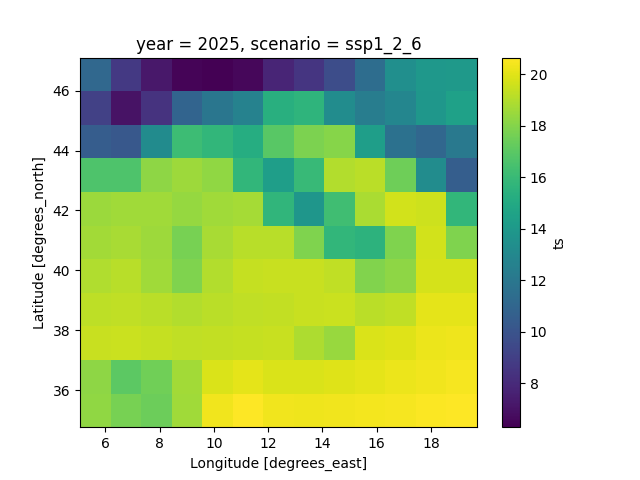 year = 2025, scenario = ssp1_2_6
46
44
42
40
38
36
Latitude [degrees_north]
6 8 10 12 14 16 18
Longitude [degrees_east]
20
18
16
14
12
10
8
ts